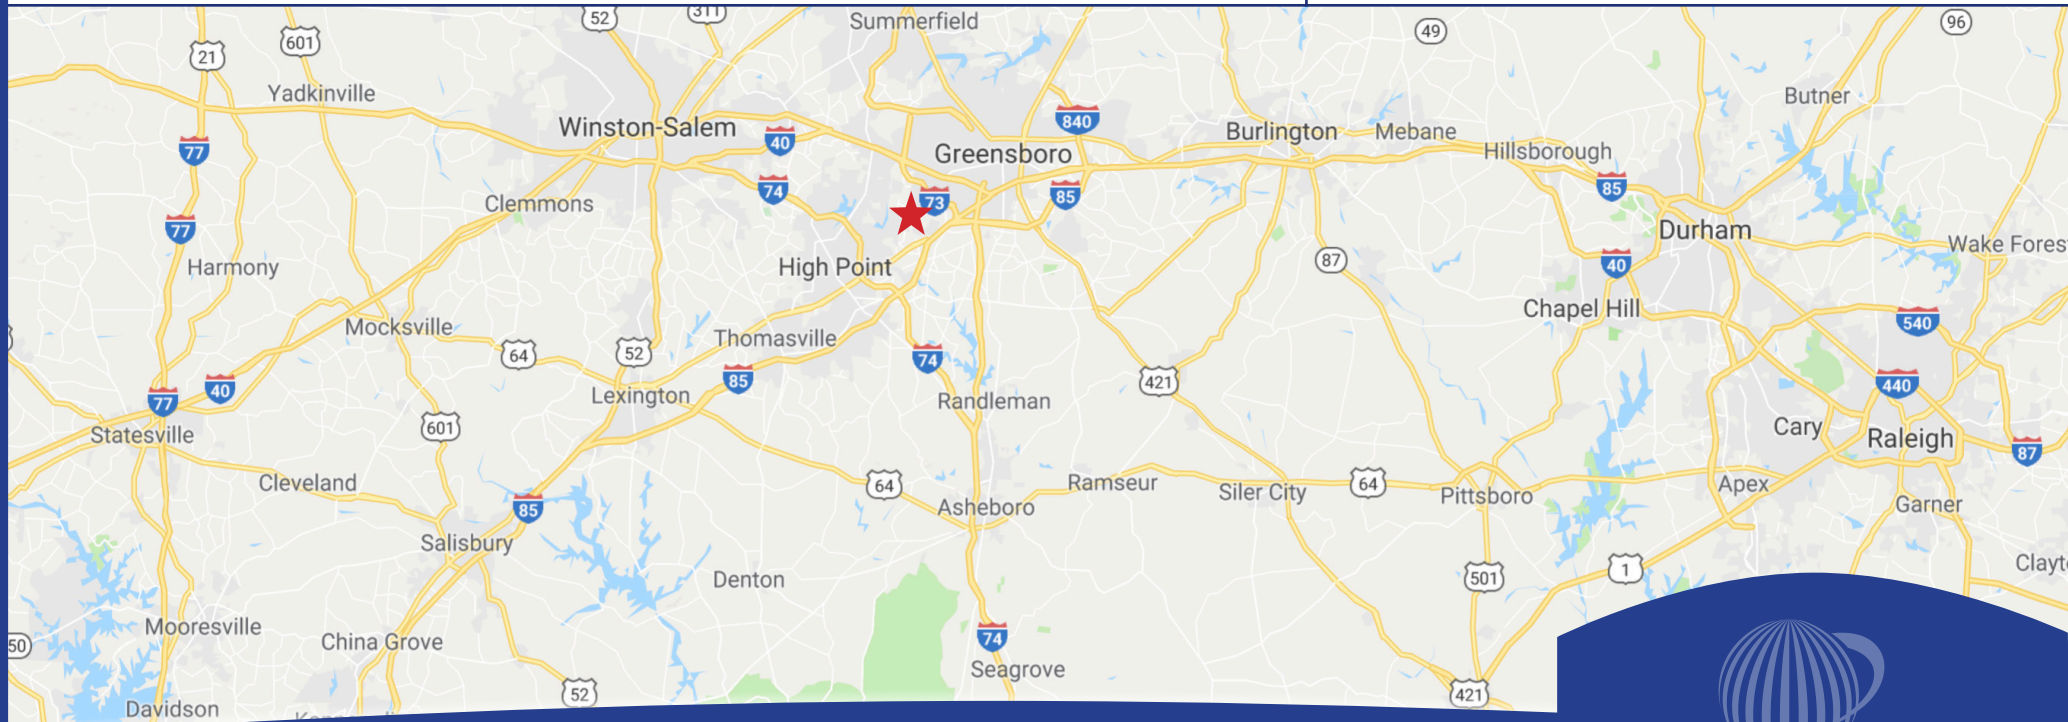 52
311
Summerfield
49
96
21
601
Yadkinville
Butner
840
Winston-Salem
40
Burlington
Mebane
77
Greensboro
Hillsborough
74
73
85
85
Clemmons
77
Durham
Wake Fores
87
40
Harmony
High Point
Chapel Hill
540
Mocksville
Thomasville
64
52
74
85
421
440
77
40
Lexington
Randleman
601
Statesville
Cary
Raleigh
87
Cleveland
64
Ramseur
Siler City
64
Pittsboro
Apex
85
Asheboro
Garner
Salisbury
Denton
501
1
Clayt
Mooresville
China Grove
50
74
Seagrove
52
421
Davidson